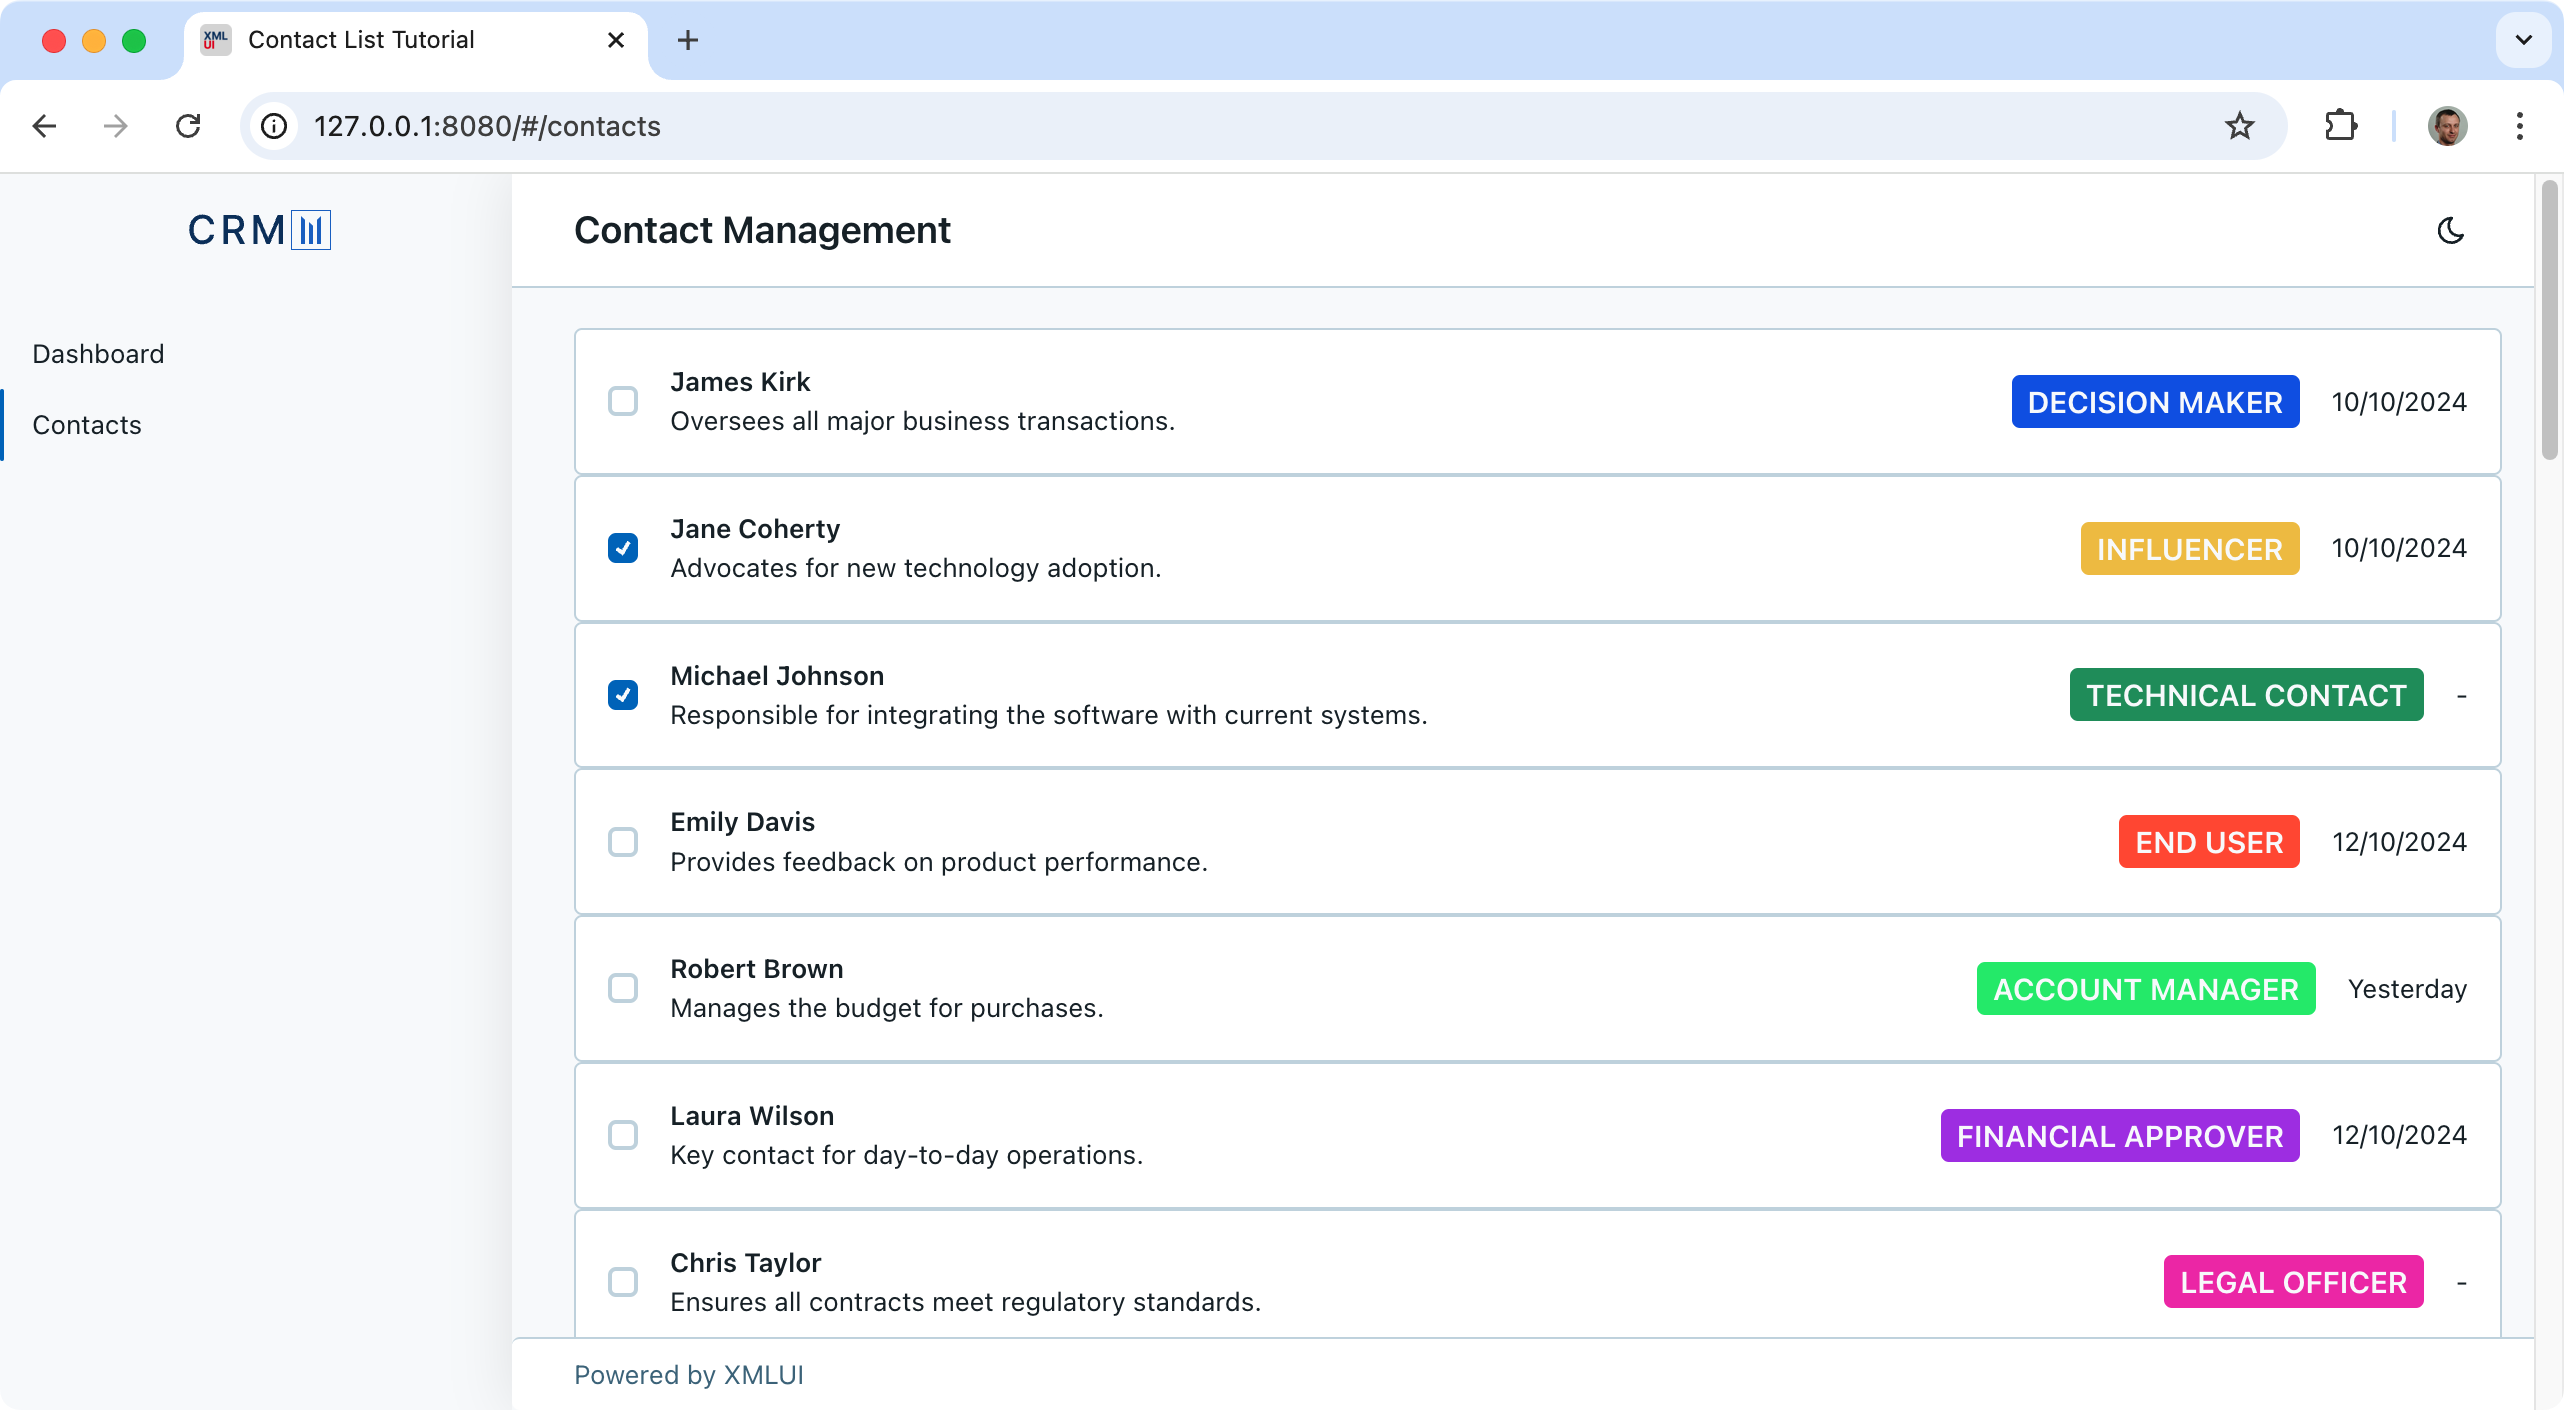 XML
UI
Contact List Tutorial
127.0.0.1:8080/#/contacts
CRM
Contact Management
Dashboard
Contacts
James Kirk
Oversees all major business transactions.
DECISION MAKER
10/10/2024
Jane Coherty
Advocates for new technology adoption.
INFLUENCER
10/10/2024
Michael Johnson
Responsible for integrating the software with current systems.
TECHNICAL CONTACT
-
Emily Davis
Provides feedback on product performance.
END USER
12/10/2024
Robert Brown
Manages the budget for purchases.
ACCOUNT MANAGER
Yesterday
Laura Wilson
Key contact for day-to-day operations.
FINANCIAL APPROVER
12/10/2024
Chris Taylor
Ensures all contracts meet regulatory standards.
LEGAL OFFICER
-
Powered by XMLUI